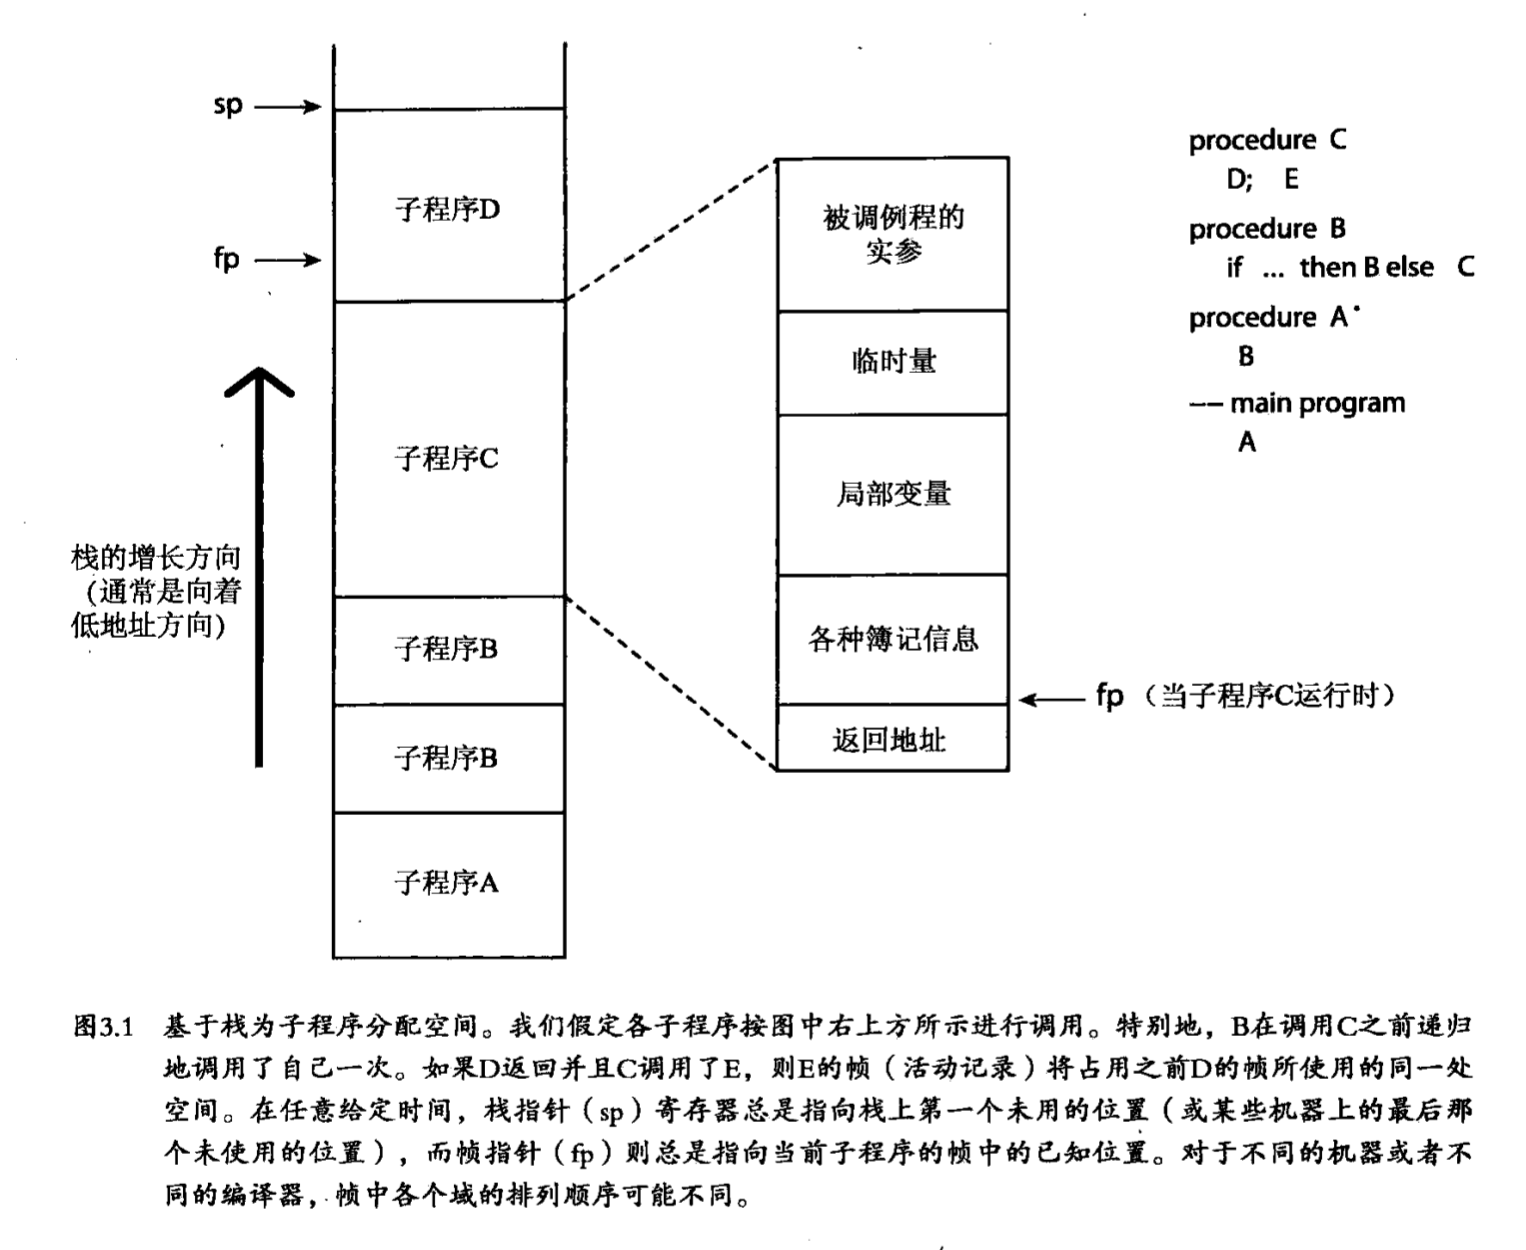 sp
子程序D
fp
子程序C
栈的增长方向
（通常是向着
低地址方向）
子程序B
子程序B
子程序A
被调例程的
实参
临时量
局部变量
各种簿记信息
fp （当子程序C运行时）
返回地址
procedure C
D; E
procedure B
if ... then B else C
procedure A
B
-- main program
A
图3.1 基于栈为子程序分配空间。我们假定各子程序按图中右上方所示进行调用。特别地，B在调用C之前递归
地调用了自己一次。如果D返回并且C调用了E，则E的帧（活动记录）将占用之前D的帧所使用的同一处
空间。在任意给定时间，栈指针（sp）寄存器总是指向栈上第一个未用的位置（或某些机器上的最后那
个未使用的位置），而帧指针（fp）则总是指向当前子程序的帧中的已知位置。对于不同的机器或者不
同的编译器，帧中各个域的排列顺序可能不同。